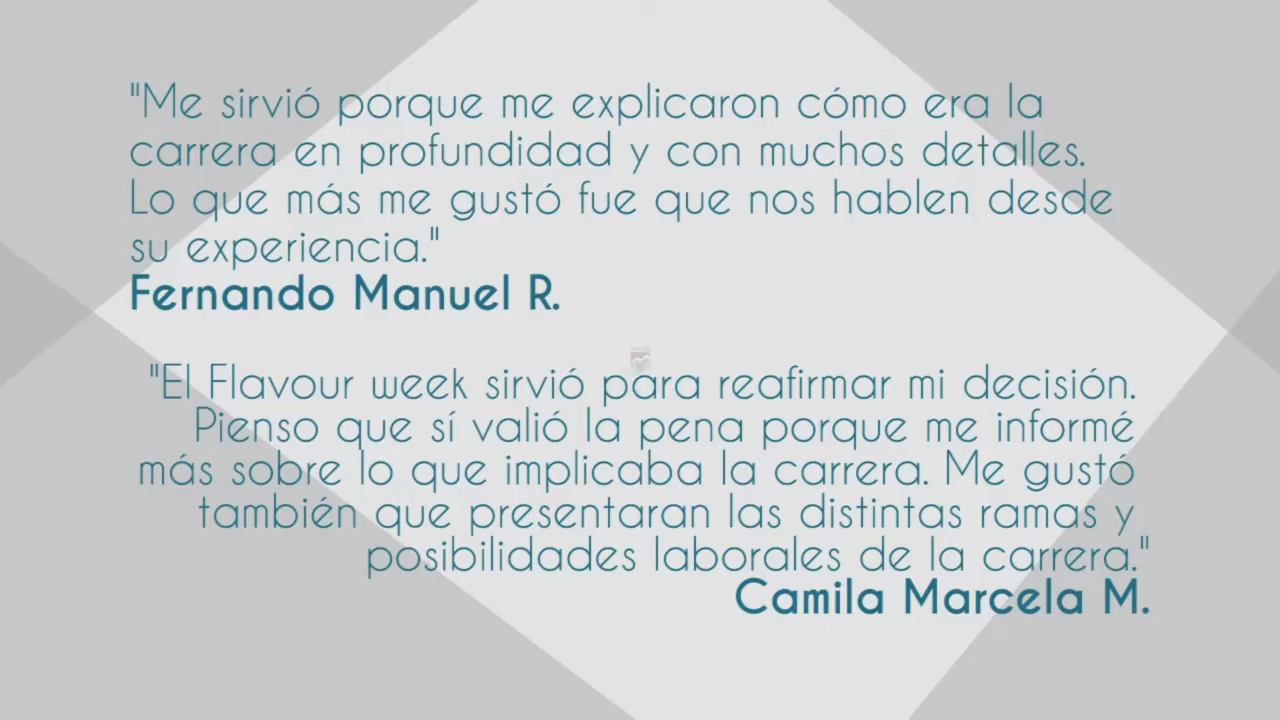 "Me sirvió porque me explicaron cómo era la
carrera en profundidad y con muchos detalles.
Lo que más me gustó fue que nos hablen desde
su experiencia."
Fernando Manuel R.
"El Flavour week sirvió para reafirmar mi decisión.
Pienso que sí valió la pena porque me informé
más sobre lo que implicaba la carrera. Me gustó
también que presentaran las distintas ramas y
posibilidades laborales de la carrera."
Camila Marcela M.